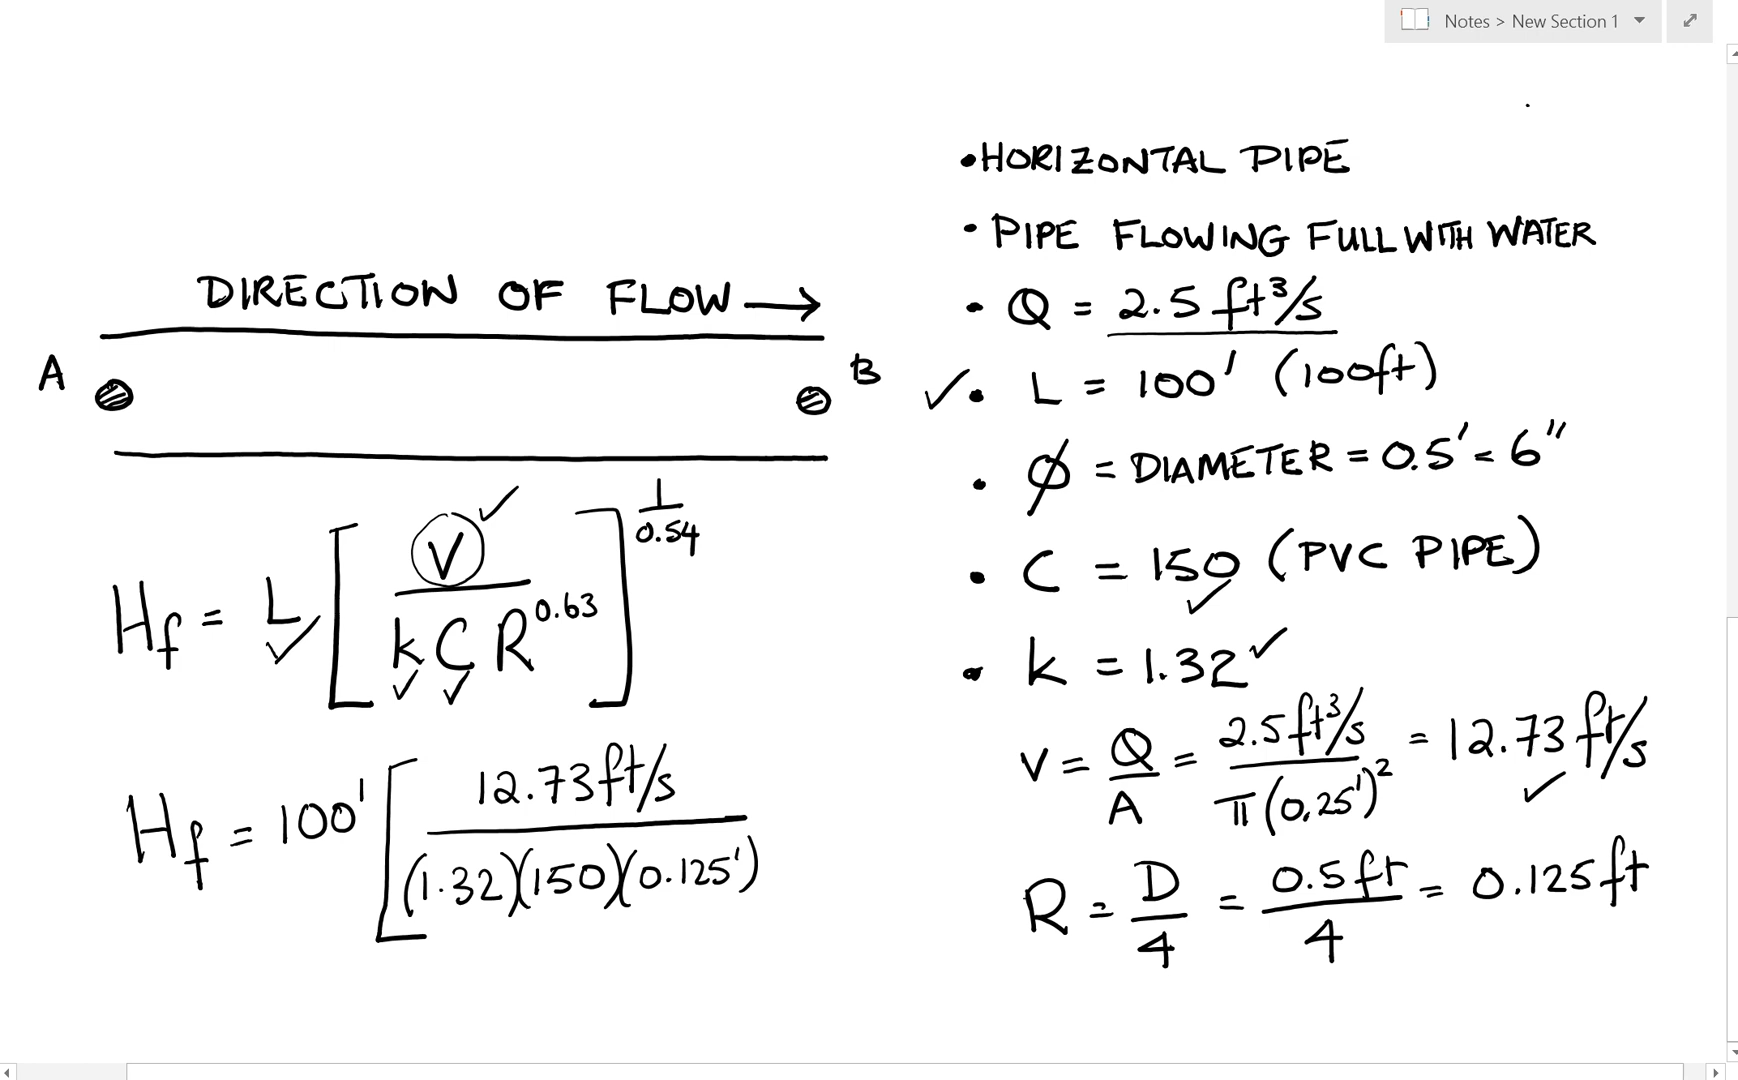 Notes > New Section 1
•HORIZONTAL PIPE
• PIPE FLOWING FULL WITH WATER
• Q = 2.5 ft³/s
✓• L = 100' (100ft)
• ϕ = DIAMETER = 0.5' = 6"
• C = 150 (PVC PIPE)
✓
• k = 1.32 ✓
V = Q/A = 2.5 ft³/s / π(0.25')² = 12.73 ft/s
✓
R = D/4 = 0.5 ft/4 = 0.125 ft
DIRECTION OF FLOW →
A B
H_f = L [ V / k C R^0.63 ]^1/0.54
✓ ✓ ✓ ✓
H_f = 100' [ 12.73 ft/s / (1.32)(150)(0.125')